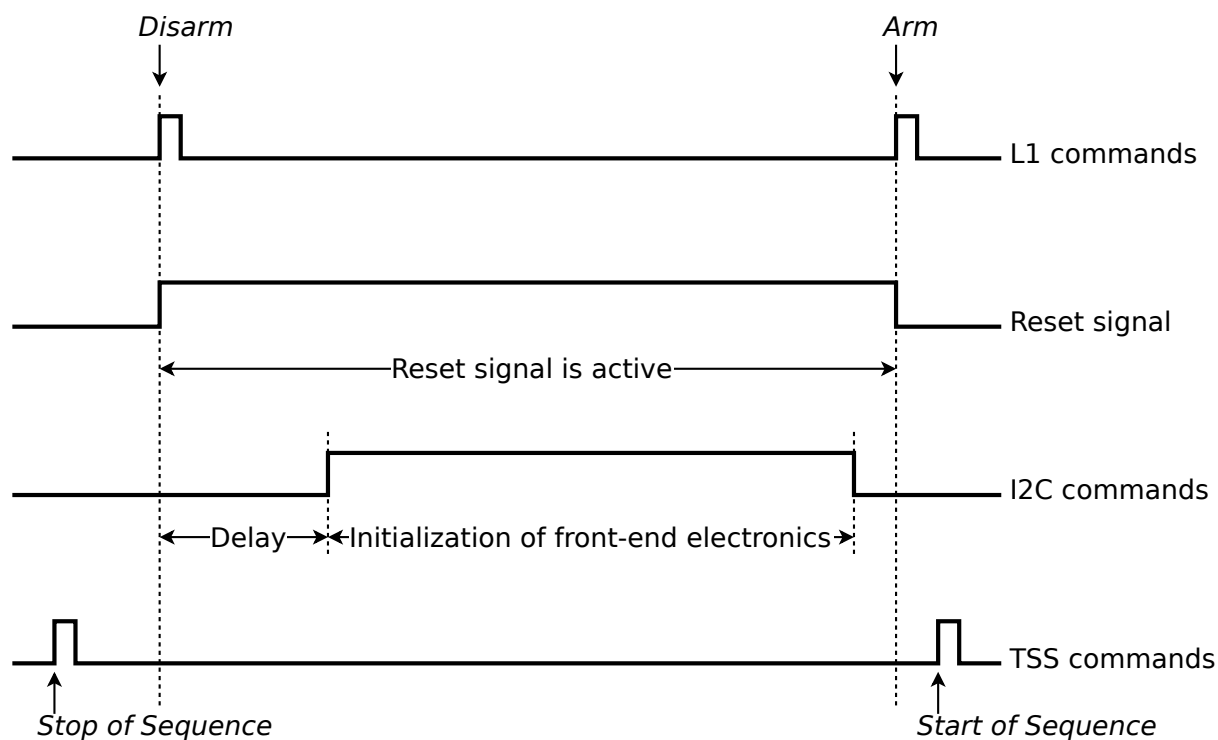 Disarm
Arm
L1 commands
Reset signal
Reset signal is active
I2C commands
Delay
Initialization of front-end electronics
TSS commands
Stop of Sequence
Start of Sequence